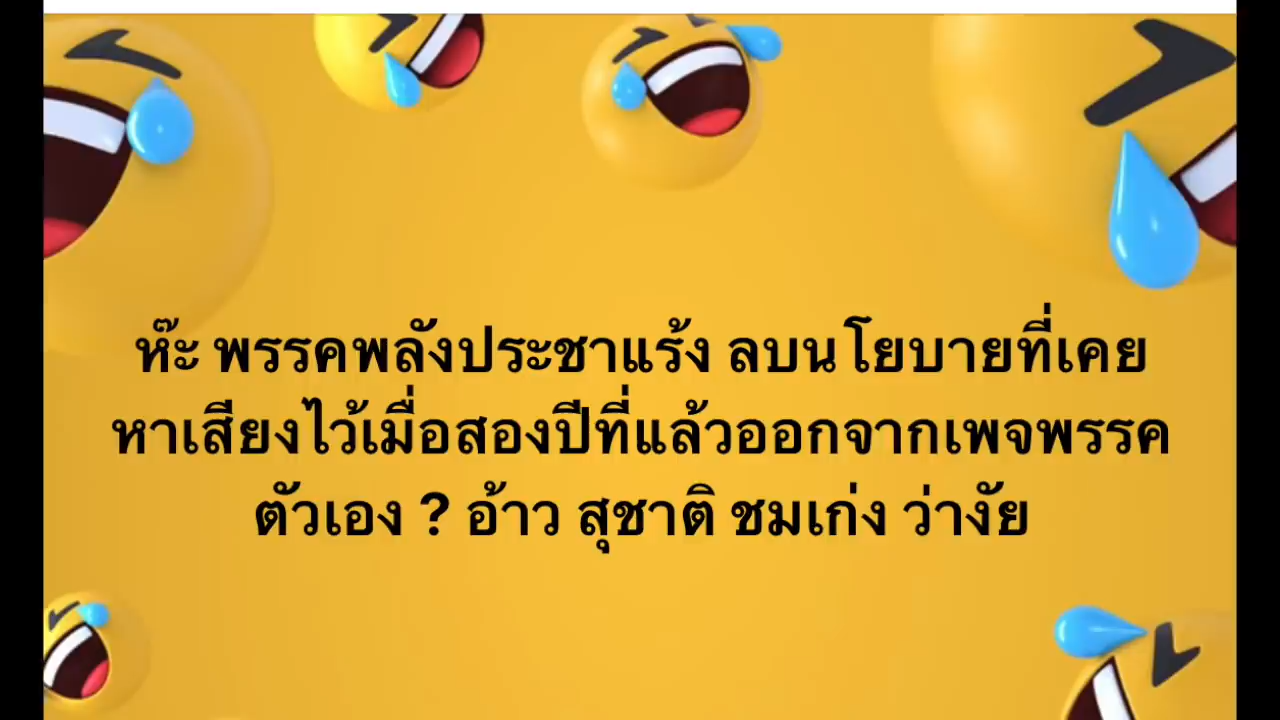 ห๊ะ พรรคพลังประชาแร้ง ลบนโยบายที่เคย
หาเสียงไว้เมื่อสองปีที่แล้วออกจากเพจพรรค
ตัวเอง ? อ้าว สุชาติ ชมเก่ง ว่างัย